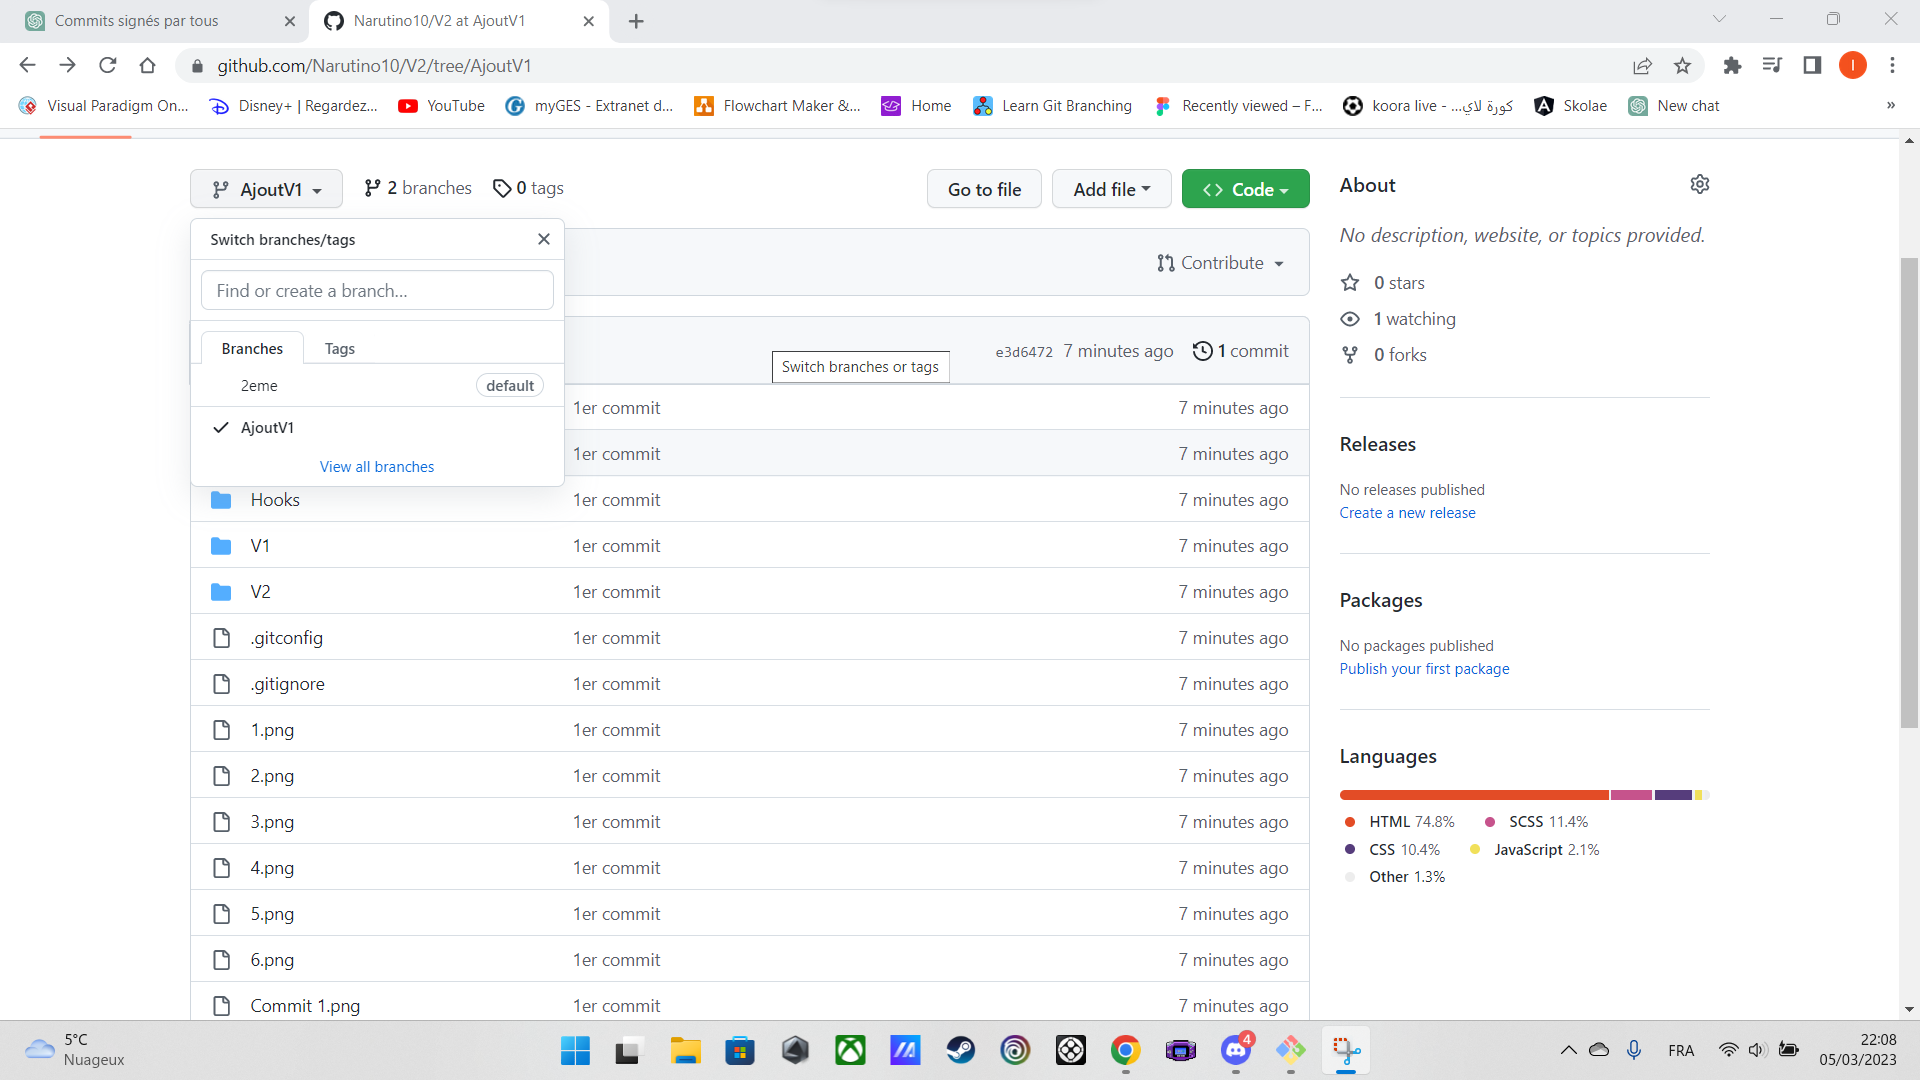 Commits signés par tous
Narutino10/V2 at AjoutV1
github.com/Narutino10/V2/tree/AjoutV1
I
Visual Paradigm On...
Disney+ | Regardez...
YouTube
myGES - Extranet d...
Flowchart Maker &...
Home
Learn Git Branching
Recently viewed – F...
koora live - ...كورة لاي
Skolae
New chat
»
AjoutV1
2 branches
0 tags
Go to file
Add file
<> Code
About
Switch branches/tags
No description, website, or topics provided.
Find or create a branch...
Contribute
0 stars
1 watching
0 forks
Branches
Tags
Switch branches or tags
e3d6472 7 minutes ago
1 commit
2eme
default
1er commit
7 minutes ago
AjoutV1
1er commit
7 minutes ago
View all branches
Hooks
1er commit
7 minutes ago
V1
1er commit
7 minutes ago
V2
1er commit
7 minutes ago
.gitconfig
1er commit
7 minutes ago
.gitignore
1er commit
7 minutes ago
1.png
1er commit
7 minutes ago
2.png
1er commit
7 minutes ago
3.png
1er commit
7 minutes ago
4.png
1er commit
7 minutes ago
5.png
1er commit
7 minutes ago
6.png
1er commit
7 minutes ago
Commit 1.png
1er commit
7 minutes ago
Releases
No releases published
Create a new release
Packages
No packages published
Publish your first package
Languages
HTML 74.8%
SCSS 11.4%
CSS 10.4%
JavaScript 2.1%
Other 1.3%
5°C
Nuageux
4
FRA
22:08
05/03/2023